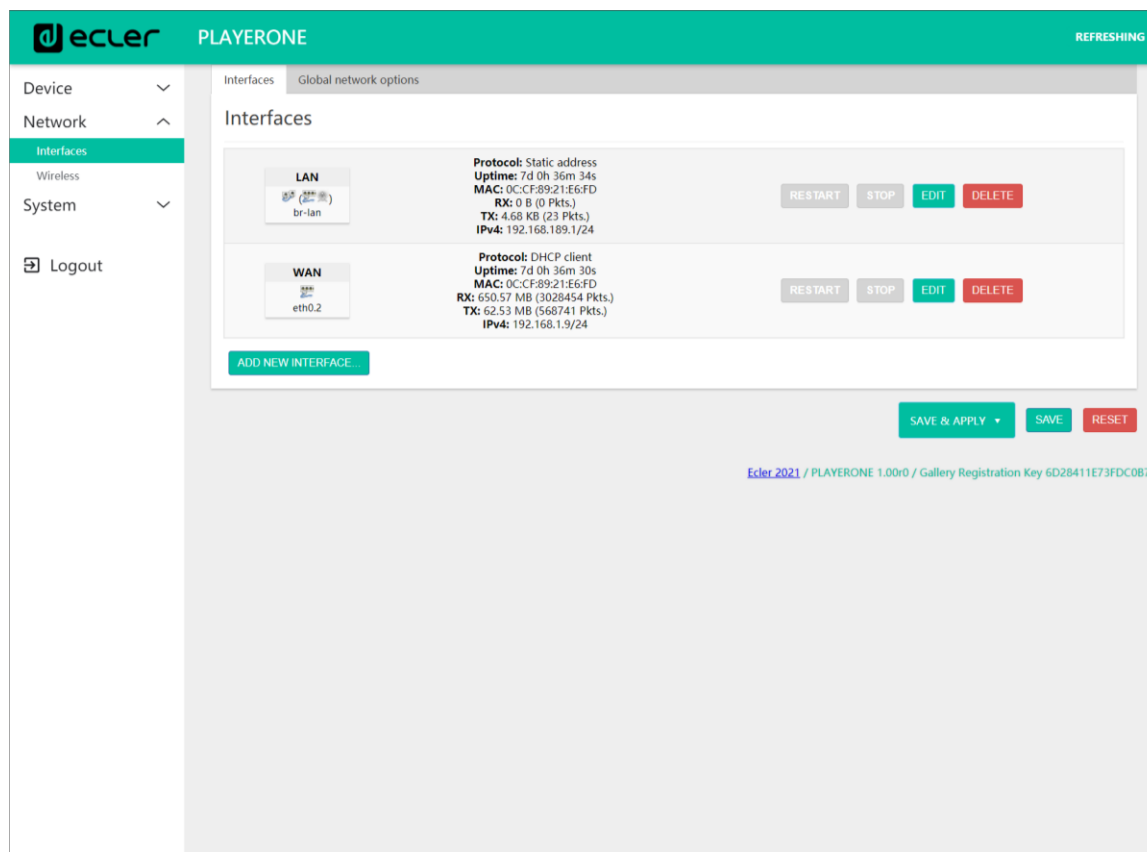 ecler
PLAYERONE
REFRESHING
Device
Network
Interfaces
Wireless
System
Logout
Interfaces
Global network options
Interfaces
LAN
br-lan
Protocol: Static address
Uptime: 7d 0h 36m 34s
MAC: 0C:CF:89:21:E6:FD
RX: 0 B (0 Pkts.)
TX: 4.68 KB (23 Pkts.)
IPv4: 192.168.189.1/24
RESTART
STOP
EDIT
DELETE
WAN
eth0.2
Protocol: DHCP client
Uptime: 7d 0h 36m 30s
MAC: 0C:CF:89:21:E6:FD
RX: 650.57 MB (3028454 Pkts.)
TX: 62.53 MB (568741 Pkts.)
IPv4: 192.168.1.9/24
RESTART
STOP
EDIT
DELETE
ADD NEW INTERFACE...
SAVE & APPLY
SAVE
RESET
Ecler 2021 / PLAYERONE 1.00r0 / Gallery Registration Key 6D28411E73FDC0B7